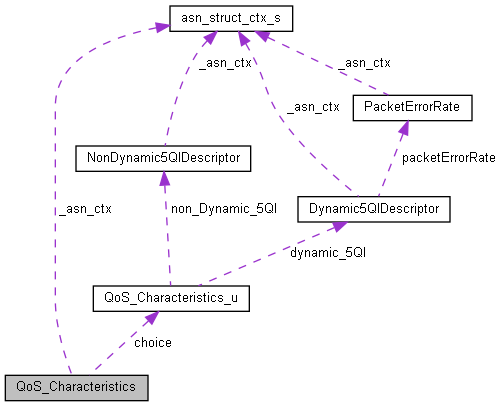 asn_struct_ctx_s
_asn_ctx
_asn_ctx
PacketErrorRate
_asn_ctx
NonDynamic5QIDescriptor
packetErrorRate
_asn_ctx
non_Dynamic_5QI
Dynamic5QIDescriptor
dynamic_5QI
QoS_Characteristics_u
choice
QoS_Characteristics